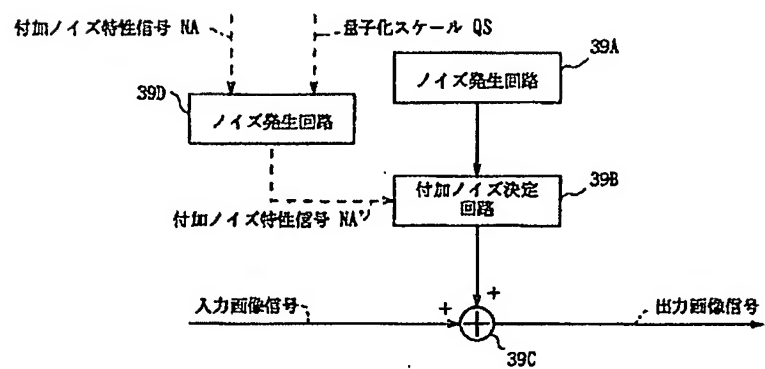 付加ノイズ特性信号 NA
量子化スケール QS
39A
ノイズ発生回路
39D
ノイズ発生回路
39B
付加ノイズ決定
回路
付加ノイズ特性信号 NA''
入力画像信号
+
+
出力画像信号
39C